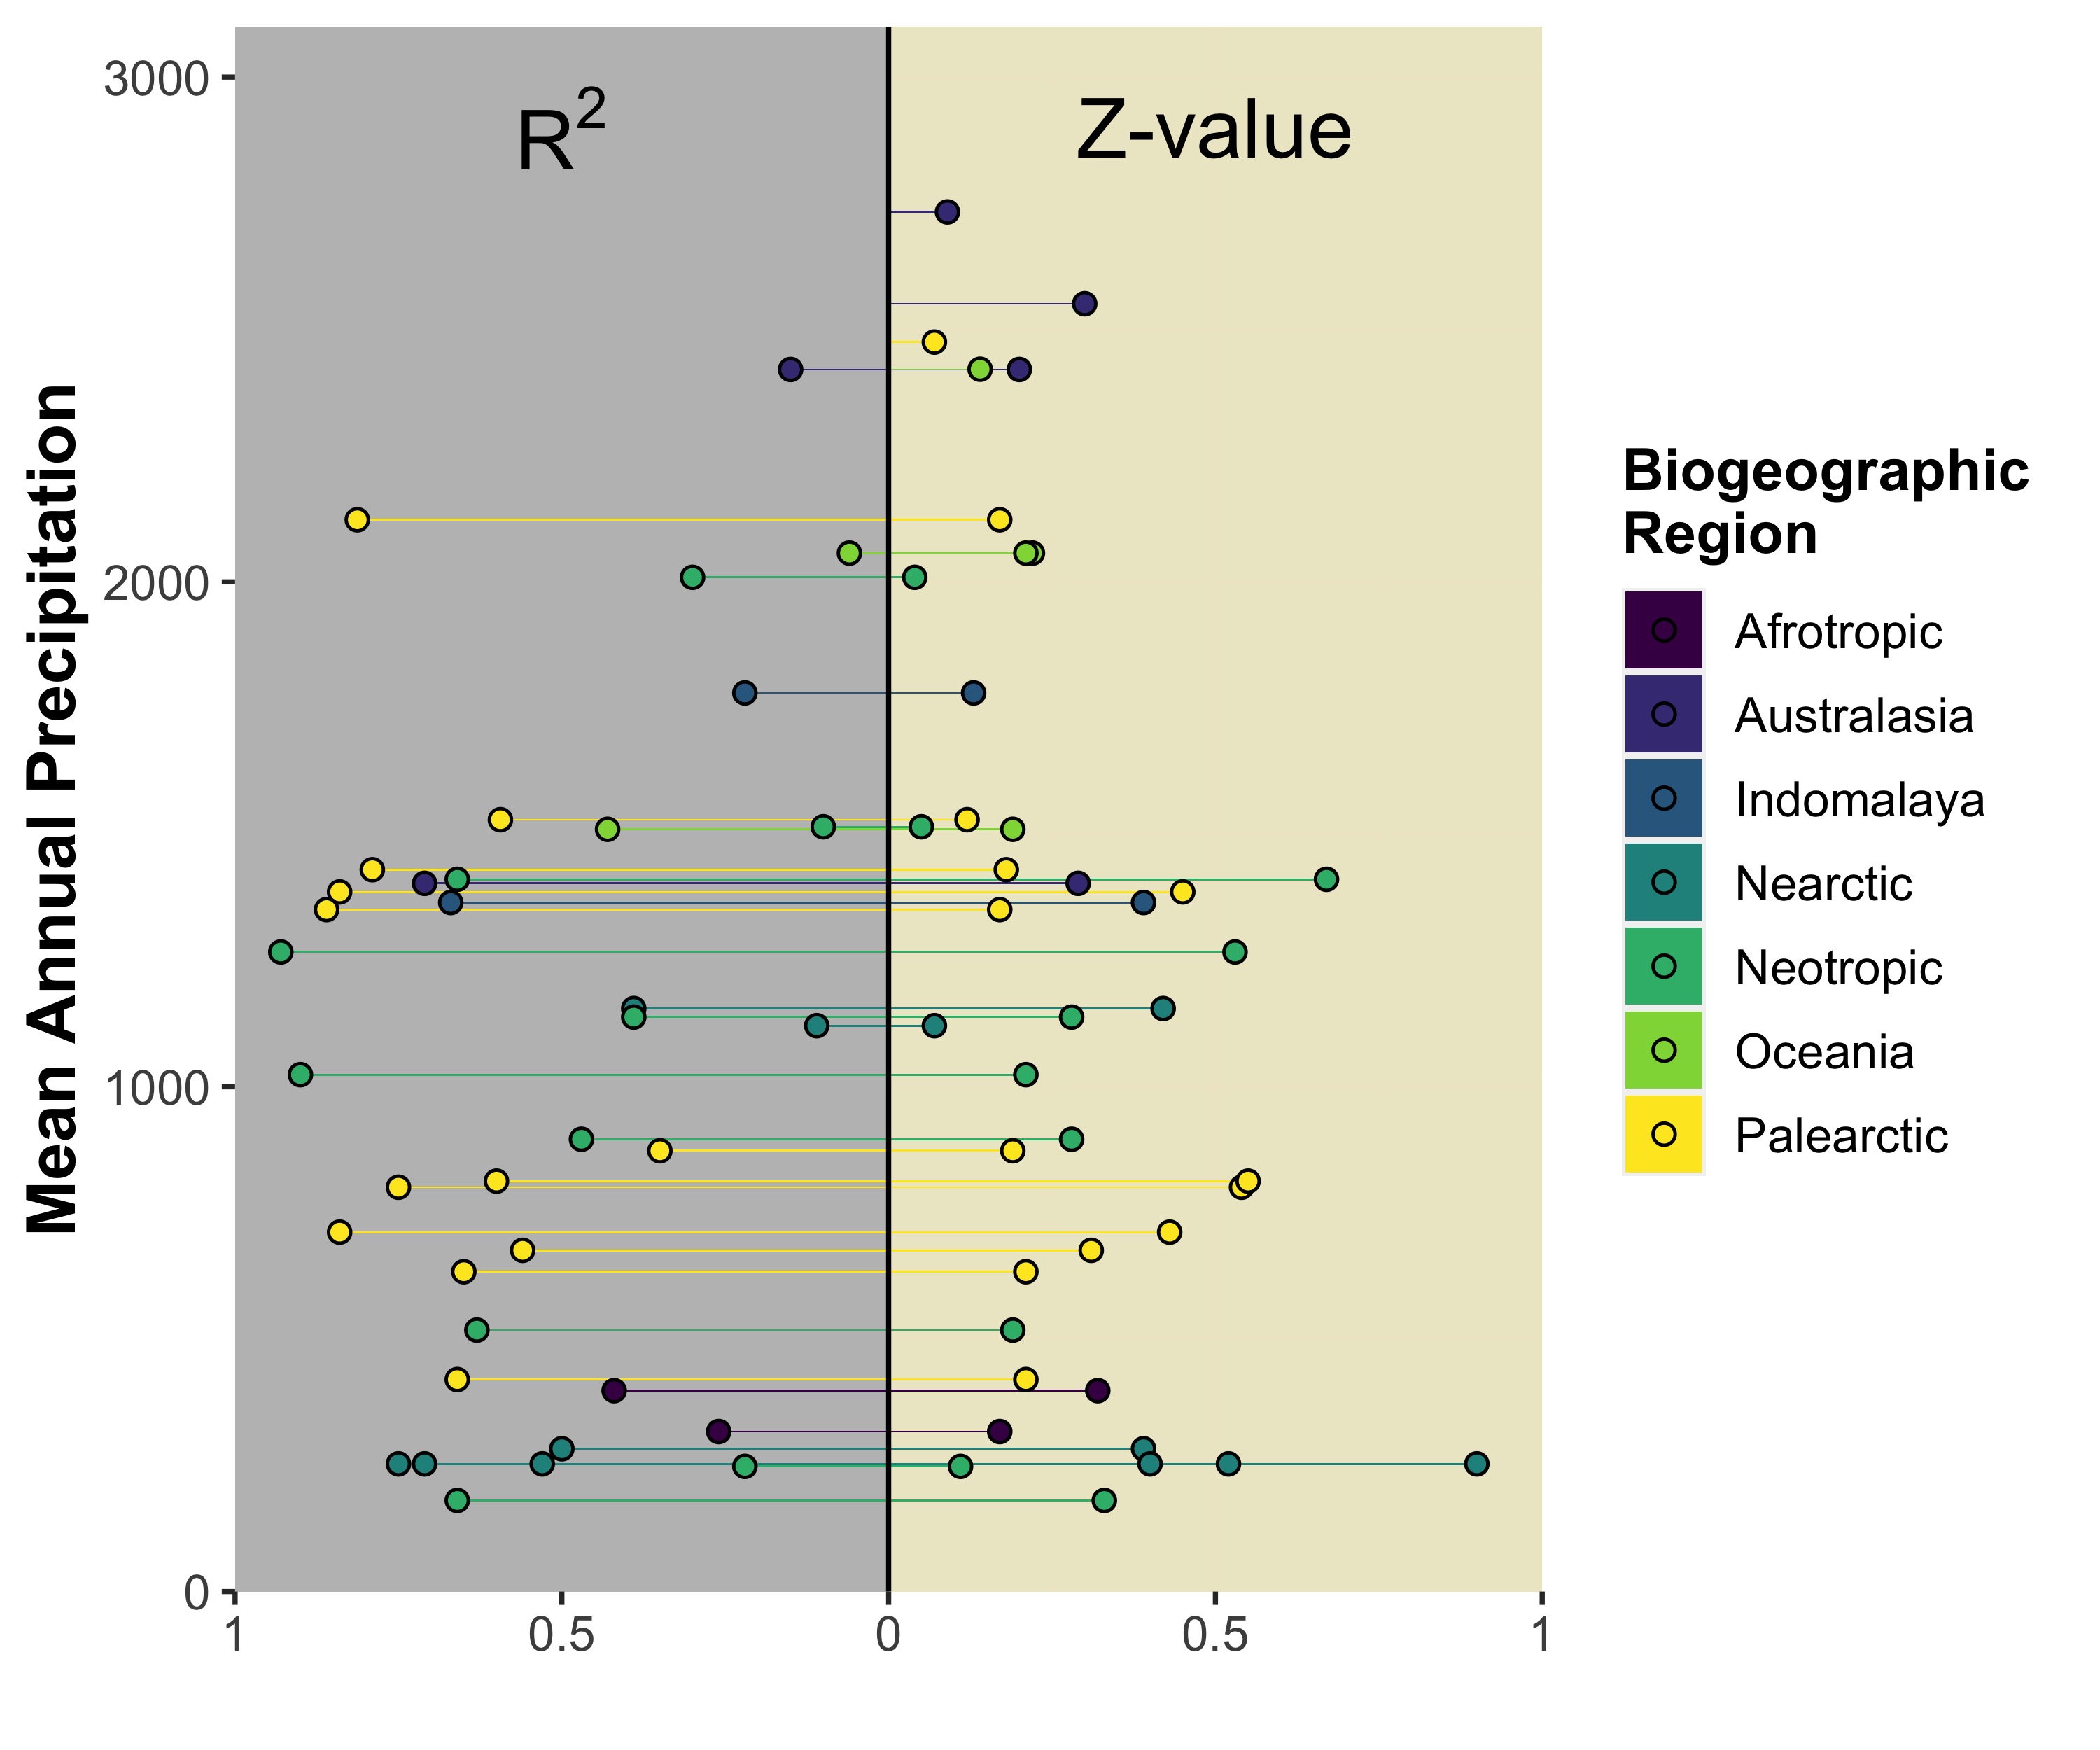 R²
Z-value
Mean Annual Precipitation
3000
2000
1000
0
1
0.5
0
0.5
1
Biogeographic
Region
Afrotropic
Australasia
Indomalaya
Nearctic
Neotropic
Oceania
Palearctic